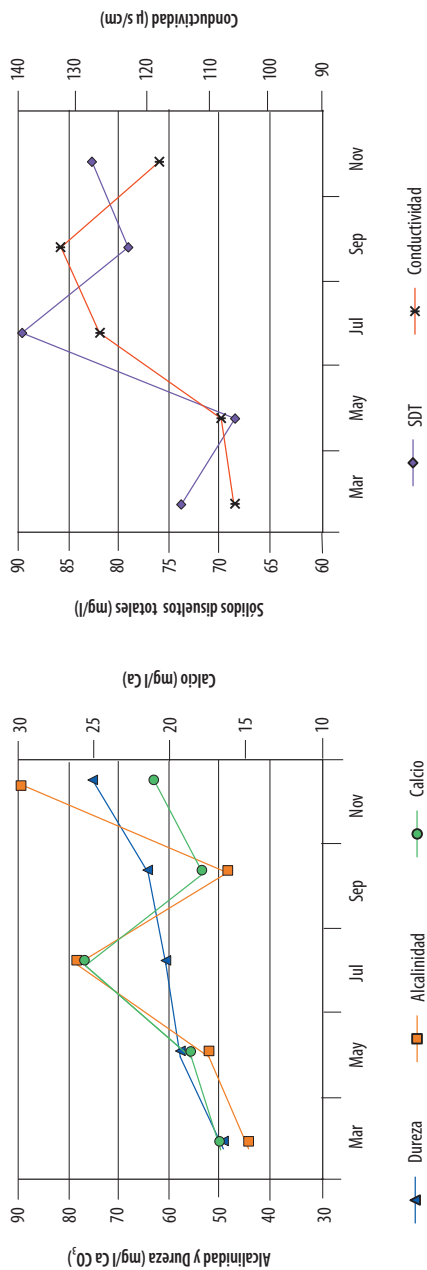 Alcalinidad y Dureza (mg/l Ca CO₃)
90
80
70
60
50
40
30
Mar
May
Jul
Sep
Nov
30
25
20
15
10
Calcio (mg/l Ca)
Dureza
Alcalinidad
Calcio
Sólidos disueltos totales (mg/l)
90
85
80
75
70
65
60
Mar
May
Jul
Sep
Nov
140
130
120
110
100
90
Conductividad (µ s/cm)
SDT
Conductividad